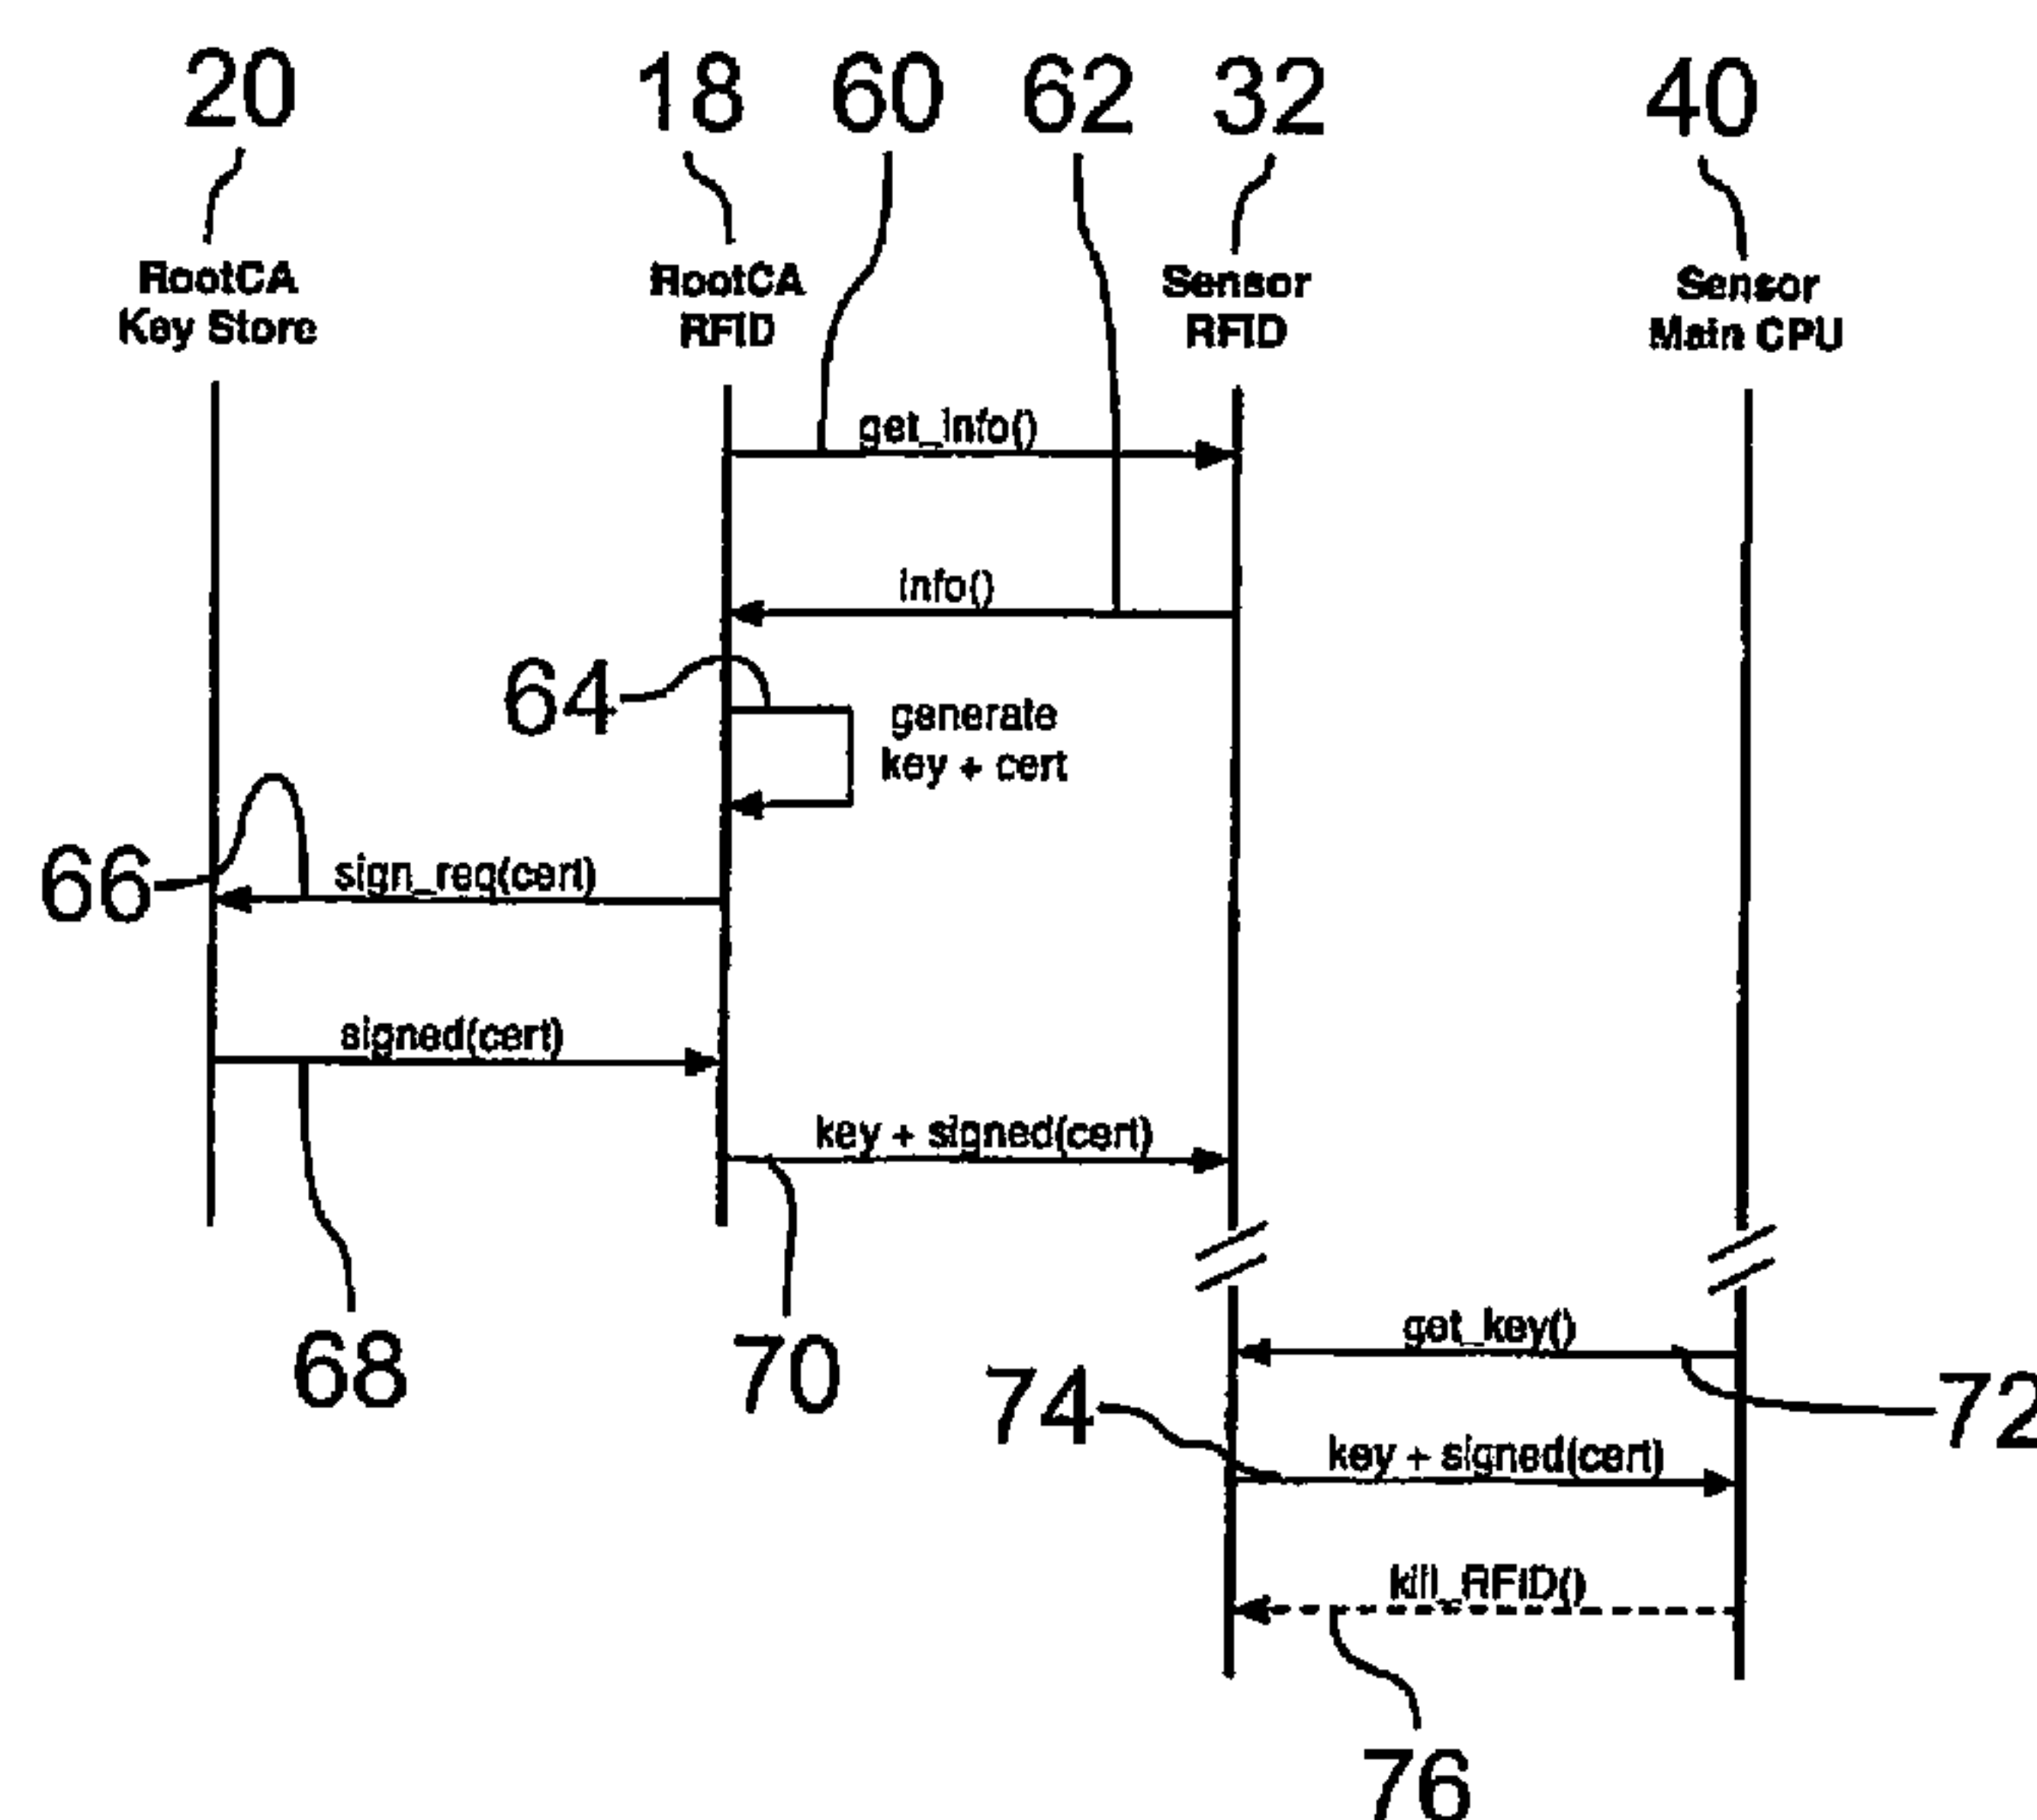 20 18 60 62 32 40
RootCA RootCA Sensor Sensor
Key Store RFID RFID Main CPU
get_info()
info()
64
generate
key + cert
66
sign_req(cert)
signed(cert)
key + signed(cert)
get_key()
68 70 74 72
key + signed(cert)
kill_RFID()
76